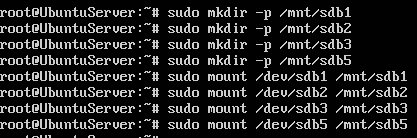 root@UbuntuServer:~# sudo mkdir -p /mnt/sdb1
root@UbuntuServer:~# sudo mkdir -p /mnt/sdb2
root@UbuntuServer:~# sudo mkdir -p /mnt/sdb3
root@UbuntuServer:~# sudo mkdir -p /mnt/sdb5
root@UbuntuServer:~# sudo mount /dev/sdb1 /mnt/sdb1
root@UbuntuServer:~# sudo mount /dev/sdb2 /mnt/sdb2
root@UbuntuServer:~# sudo mount /dev/sdb3 /mnt/sdb3
root@UbuntuServer:~# sudo mount /dev/sdb5 /mnt/sdb5